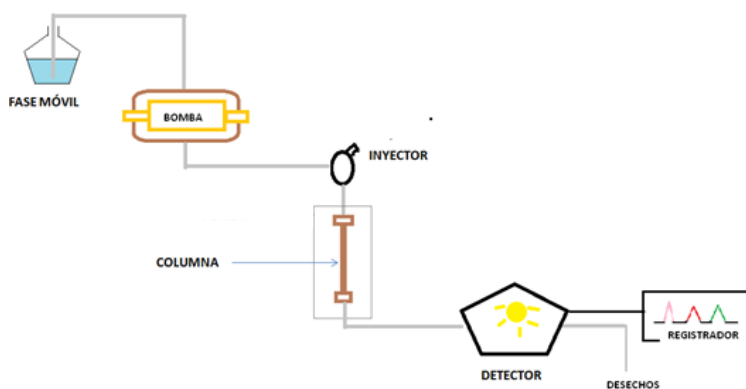 FASE MÓVIL
BOMBA
INYECTOR
COLUMNA
DETECTOR
REGISTRADOR
DESECHOS